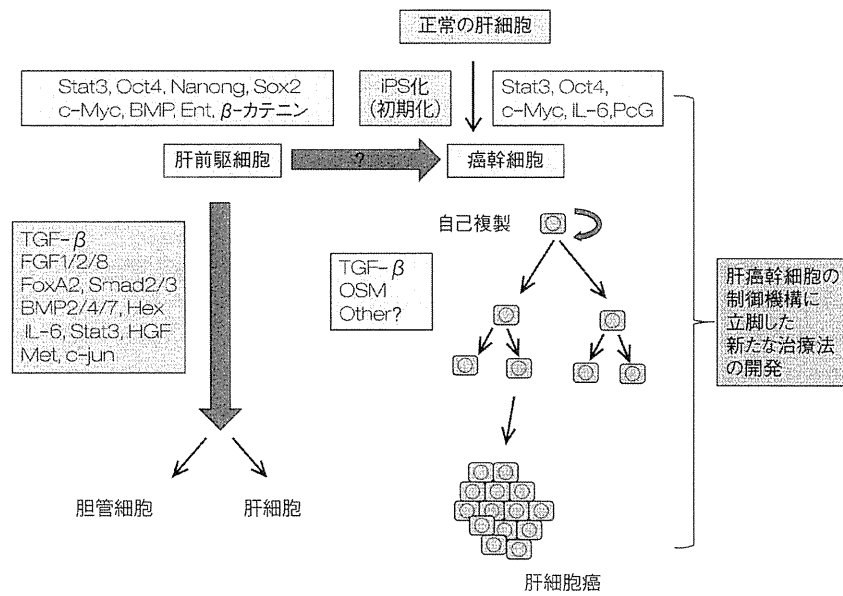 正常の肝細胞
Stat3, Oct4, Nanong, Sox2
c-Myc, BMP, Ent, β-カテニン
iPS化
(初期化)
Stat3, Oct4,
c-Myc, iL-6,PcG
肝前駆細胞
?
癌幹細胞
自己複製
TGF-β
FGF1/2/8
FoxA2, Smad2/3
BMP2/4/7, Hex
IL-6, Stat3, HGF
Met, c-jun
TGF-β
OSM
Other?
肝癌幹細胞の
制御機構に
立脚した
新たな治療法
の開発
胆管細胞
肝細胞
肝細胞癌